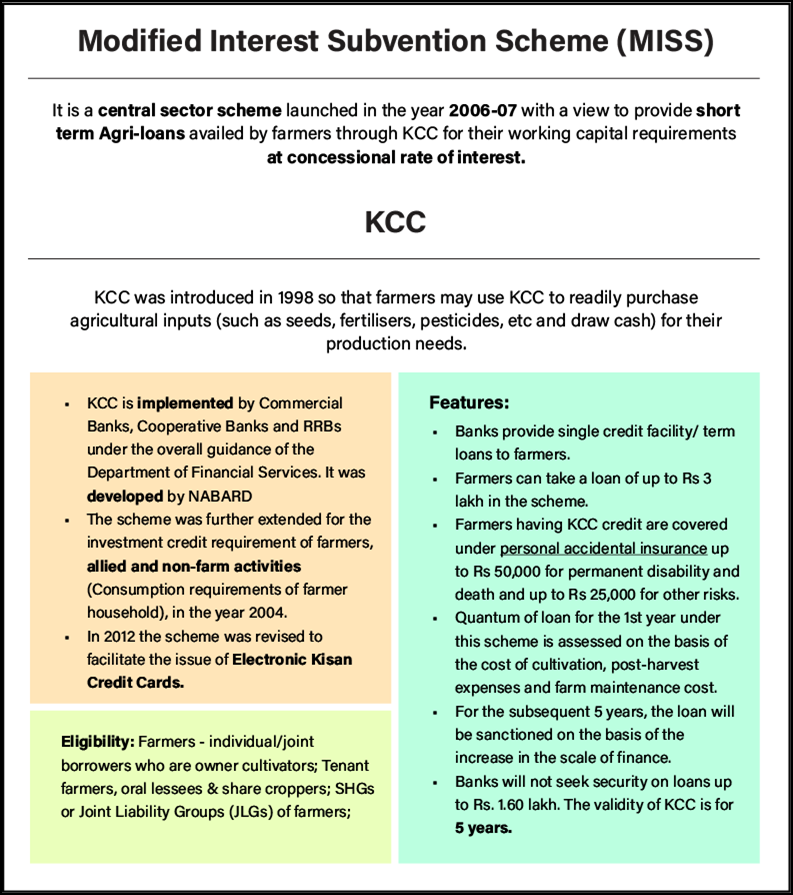 Modified Interest Subvention Scheme (MISS)
It is a central sector scheme launched in the year 2006-07 with a view to provide short
term Agri-loans availed by farmers through KCC for their working capital requirements
at concessional rate of interest.
KCC
KCC was introduced in 1998 so that farmers may use KCC to readily purchase
agricultural inputs (such as seeds, fertilisers, pesticides, etc and draw cash) for their
production needs.
• KCC is implemented by Commercial
Banks, Cooperative Banks and RRBs
under the overall guidance of the
Department of Financial Services. It was
developed by NABARD
• The scheme was further extended for the
investment credit requirement of farmers,
allied and non-farm activities
(Consumption requirements of farmer
household), in the year 2004.
• In 2012 the scheme was revised to
facilitate the issue of Electronic Kisan
Credit Cards.
Eligibility: Farmers - individual/joint
borrowers who are owner cultivators; Tenant
farmers, oral lessees & share croppers; SHGs
or Joint Liability Groups (JLGs) of farmers;
Features:
• Banks provide single credit facility/ term
loans to farmers.
• Farmers can take a loan of up to Rs 3
lakh in the scheme.
• Farmers having KCC credit are covered
under personal accidental insurance up
to Rs 50,000 for permanent disability and
death and up to Rs 25,000 for other risks.
• Quantum of loan for the 1st year under
this scheme is assessed on the basis of
the cost of cultivation, post-harvest
expenses and farm maintenance cost.
• For the subsequent 5 years, the loan will
be sanctioned on the basis of the
increase in the scale of finance.
• Banks will not seek security on loans up
to Rs. 1.60 lakh. The validity of KCC is for
5 years.